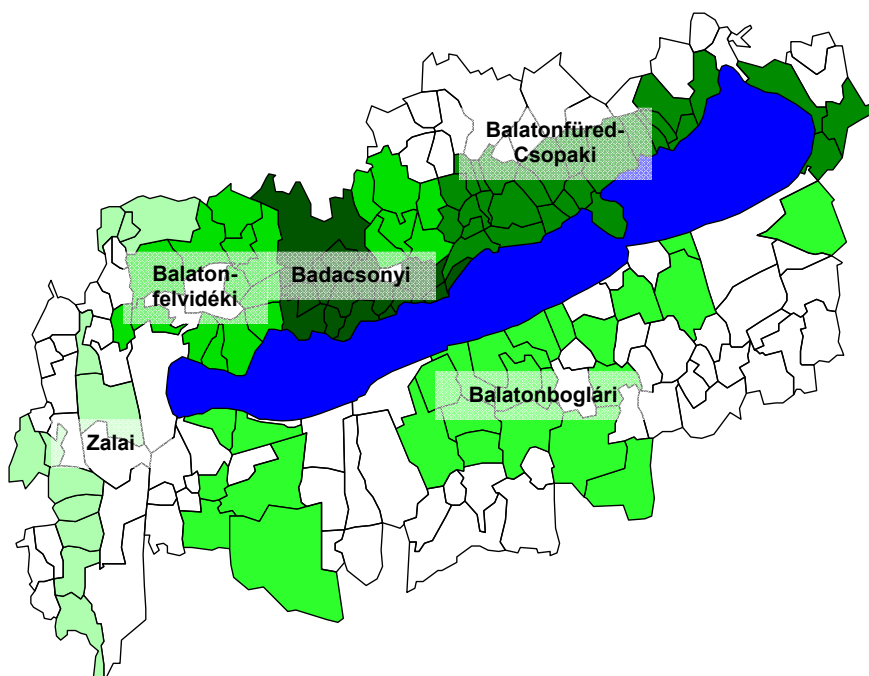 Balatonfüred-
Csopaki
Balaton-
felvidéki
Badacsonyi
Balatonboglári
Zalai